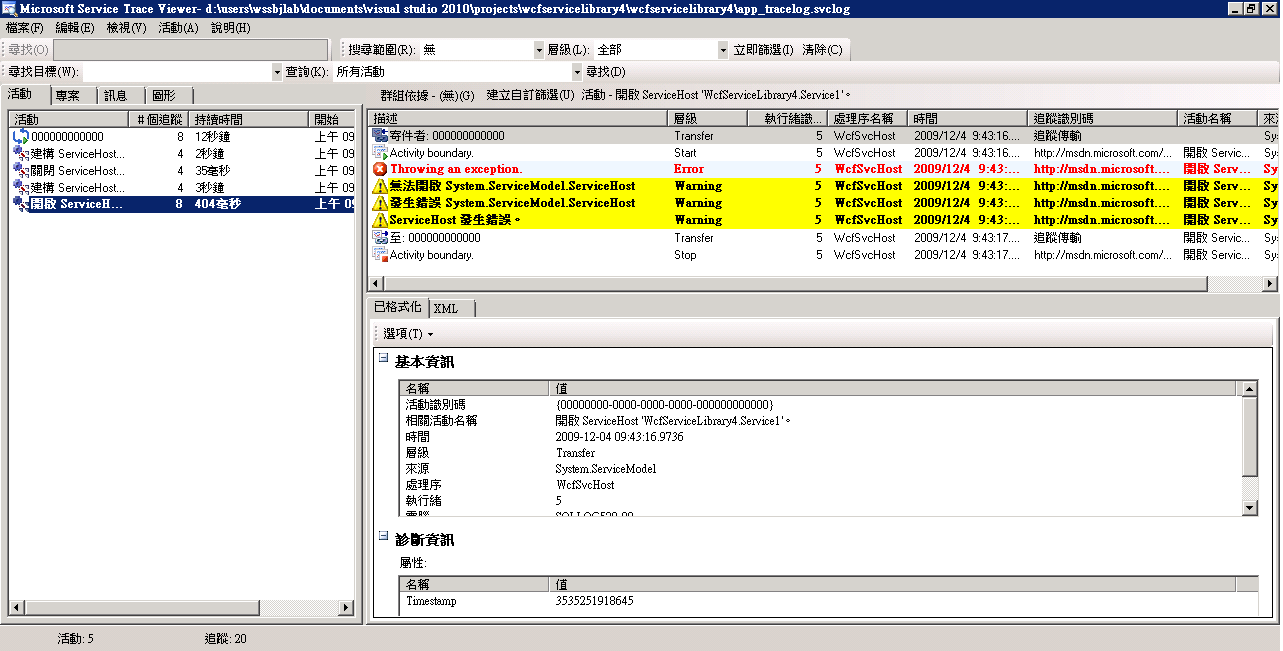 Microsoft Service Trace Viewer- d:\users\wssbjlab\documents\visual studio 2010\projects\wcfservicelibrary4\wcfservicelibrary4\app_tracelog.svclog
檔案(F) 編輯(E) 檢視(V) 活動(A) 說明(H)
尋找(O) 搜尋範圍(R): 無 層級(L): 全部 立即篩選(I) 清除(C)
尋找目標(W): 查詢(K): 所有活動 尋找(D)
活動 專案 訊息 圖形
活動 # 個追蹤 持續時間 開始
000000000000 8 12秒鐘 上午 09
建構 ServiceHost... 4 2秒鐘 上午 09
關閉 ServiceHost... 4 35毫秒 上午 09
建構 ServiceHost... 4 3秒鐘 上午 09
開啟 ServiceH... 8 404毫秒 上午 09
群組依據 - (無)(G) 建立自訂篩選(U) 活動 - 開啟 ServiceHost 'WcfServiceLibrary4.Service1'。
描述 層級 執行緒識... 處理序名稱 時間 追蹤識別碼 活動名稱 來
寄件者: 000000000000 Transfer 5 WcfSvcHost 2009/12/4 9:43:16.... 追蹤傳輸 Sy
Activity boundary. Start 5 WcfSvcHost 2009/12/4 9:43:16.... http://msdn.microsoft.com/... 開啟 Servic... Sy
Throwing an exception. Error 5 WcfSvcHost 2009/12/4 9:43:... http://msdn.microsoft.... 開啟 Se... Sy
無法開啟 System.ServiceModel.ServiceHost Warning 5 WcfSvcHost 2009/12/4 9:43:... http://msdn.microsoft.... 開啟 Se... Sy
發生錯誤 System.ServiceModel.ServiceHost Warning 5 WcfSvcHost 2009/12/4 9:43:... http://msdn.microsoft.... 開啟 Se... Sy
ServiceHost 發生錯誤。 Warning 5 WcfSvcHost 2009/12/4 9:43:... http://msdn.microsoft.... 開啟 Se... Sy
至: 000000000000 Transfer 5 WcfSvcHost 2009/12/4 9:43:17.... 追蹤傳輸 開啟 Servic... Sy
Activity boundary. Stop 5 WcfSvcHost 2009/12/4 9:43:17.... http://msdn.microsoft.com/... 開啟 Servic... Sy
已格式化 XML
選項(T)
基本資訊
名稱 值
活動識別碼 {00000000-0000-0000-0000-000000000000}
相關活動名稱 開啟 ServiceHost 'WcfServiceLibrary4.Service1'。
時間 2009-12-04 09:43:16.9736
層級 Transfer
來源 System.ServiceModel
處理序 WcfSvcHost
執行緒 5
診斷資訊
屬性:
名稱 值
Timestamp 3535251918645
活動: 5 追蹤: 20